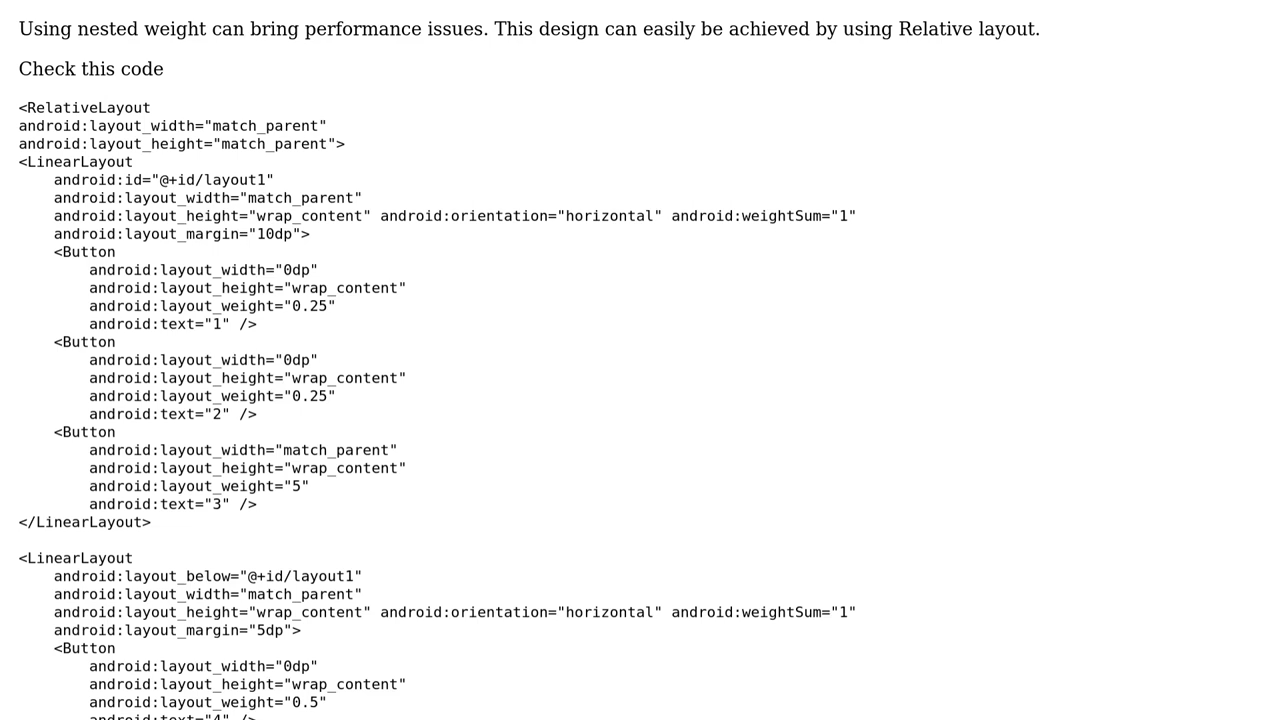 Using nested weight can bring performance issues. This design can easily be achieved by using Relative layout.
Check this code
<RelativeLayout
android:layout_width="match_parent"
android:layout_height="match_parent">
<LinearLayout
    android:id="@+id/layout1"
    android:layout_width="match_parent"
    android:layout_height="wrap_content" android:orientation="horizontal" android:weightSum="1"
    android:layout_margin="10dp">
    <Button
        android:layout_width="0dp"
        android:layout_height="wrap_content"
        android:layout_weight="0.25"
        android:text="1" />
    <Button
        android:layout_width="0dp"
        android:layout_height="wrap_content"
        android:layout_weight="0.25"
        android:text="2" />
    <Button
        android:layout_width="match_parent"
        android:layout_height="wrap_content"
        android:layout_weight="5"
        android:text="3" />
</LinearLayout>

<LinearLayout
    android:layout_below="@+id/layout1"
    android:layout_width="match_parent"
    android:layout_height="wrap_content" android:orientation="horizontal" android:weightSum="1"
    android:layout_margin="5dp">
    <Button
        android:layout_width="0dp"
        android:layout_height="wrap_content"
        android:layout_weight="0.5"
        android:text="4" />